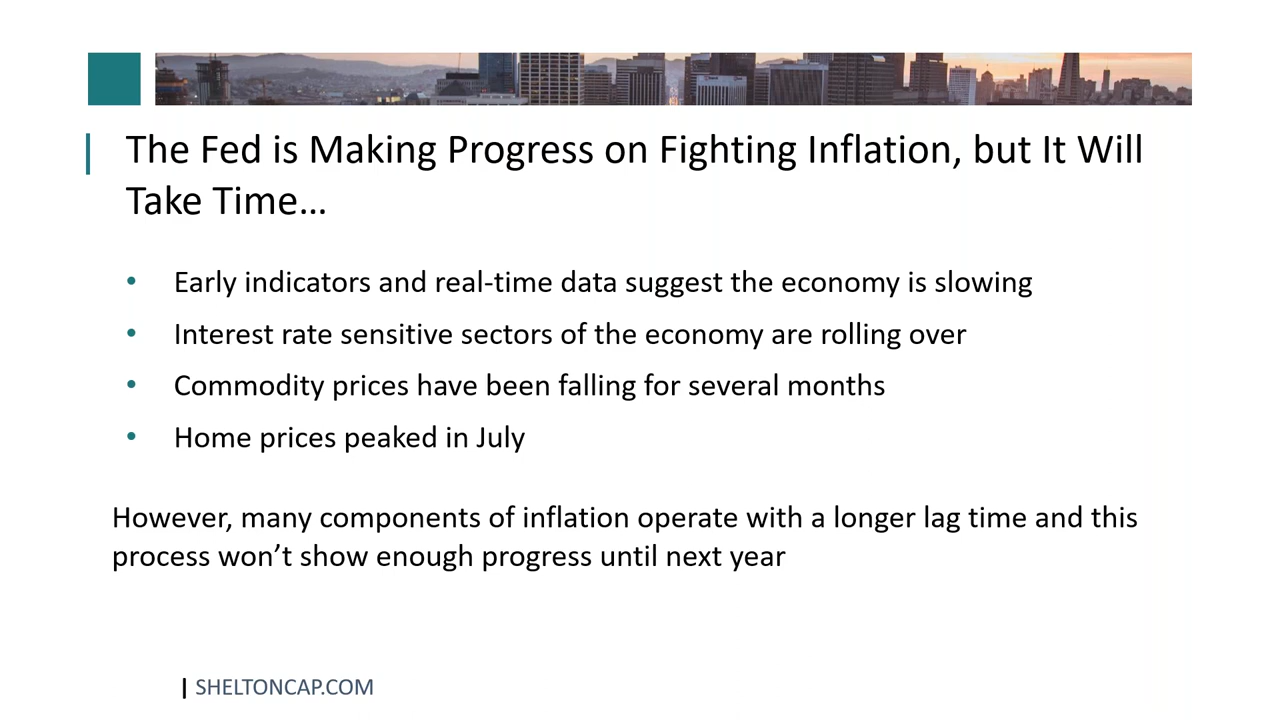 The Fed is Making Progress on Fighting Inflation, but It Will
Take Time…
• Early indicators and real-time data suggest the economy is slowing
• Interest rate sensitive sectors of the economy are rolling over
• Commodity prices have been falling for several months
• Home prices peaked in July
However, many components of inflation operate with a longer lag time and this
process won’t show enough progress until next year
| SHELTONCAP.COM